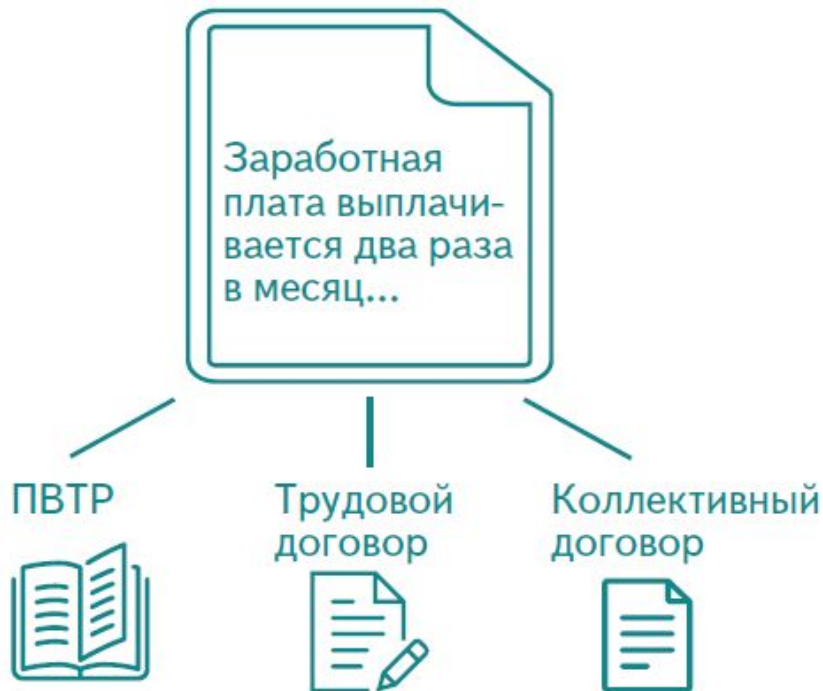 Заработная
плата выплачи-
вается два раза
в месяц...
ПВТР
Трудовой
договор
Коллективный
договор